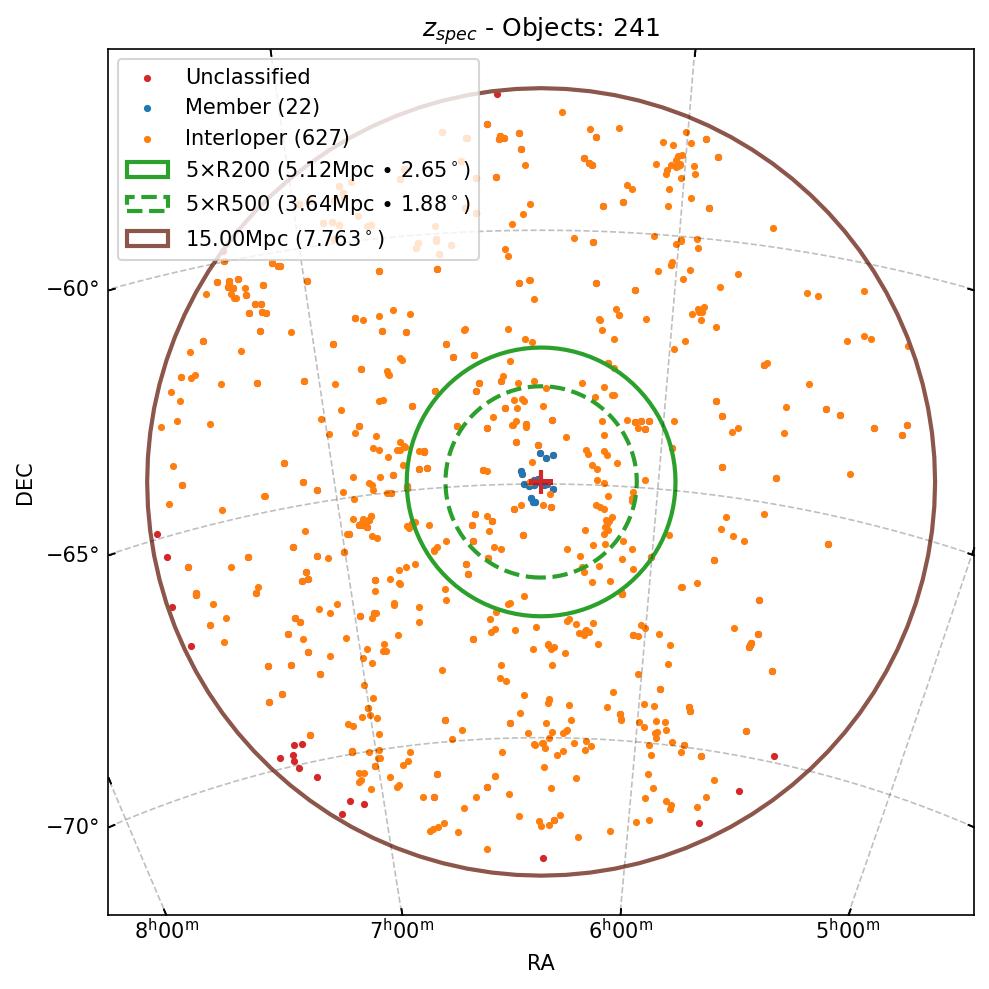 z_spec - Objects: 241
Unclassified
Member (22)
Interloper (627)
5×R200 (5.12Mpc • 2.65°)
5×R500 (3.64Mpc • 1.88°)
15.00Mpc (7.763°)
DEC
−60°
−65°
−70°
8h00m 7h00m 6h00m 5h00m
RA